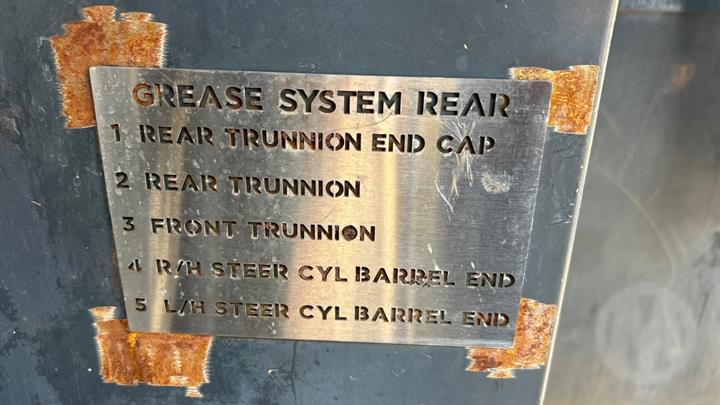 GREASE SYSTEM REAR
1 REAR TRUNNION END CAP
2 REAR TRUNNION
3 FRONT TRUNNION
4 R/H STEER CYL BARREL END
5 L/H STEER CYL BARREL END